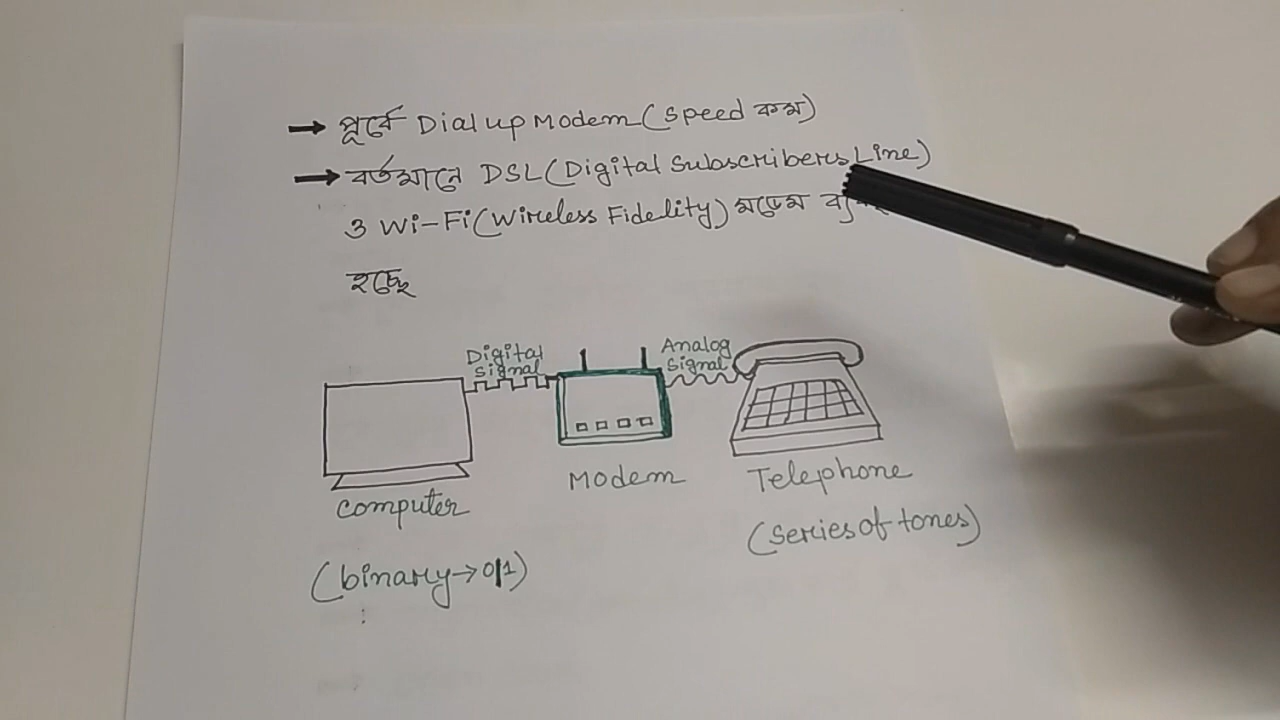 → পূর্বে Dial up Modem (speed কম)
→ বর্তমানে DSL (Digital Subscribers Line)
ও Wi-Fi (Wireless Fidelity) মডেম
হচ্ছে
Digital Signal
Analog Signal
Computer
Modem
Telephone
(binary → 0/1)
(series of tones)